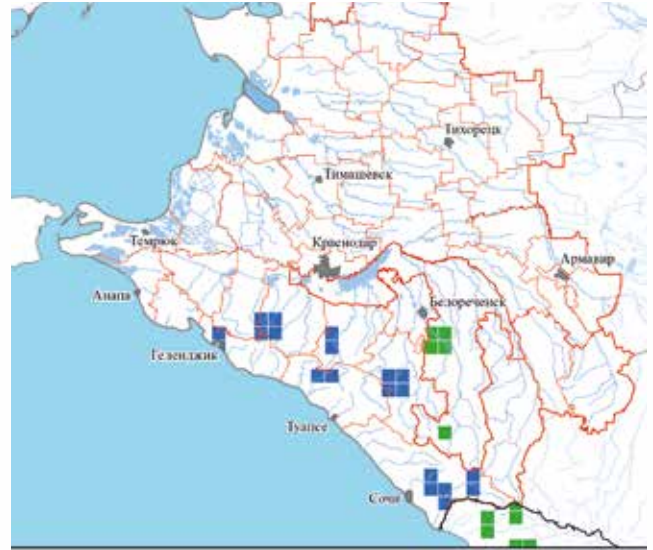 Тихорецк
Тимашевск
Темрюк
Краснодар
Армавир
Анапа
Белореченск
Геленджик
Туапсе
Сочи